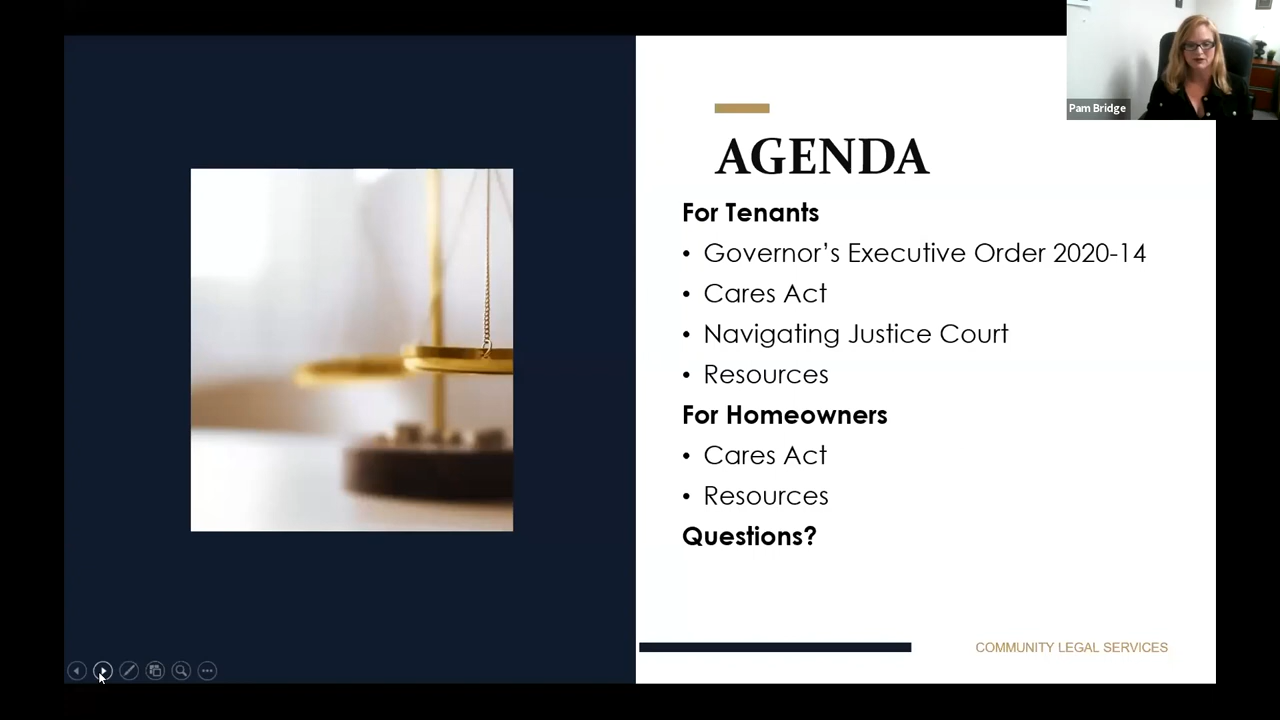 Pam Bridge
AGENDA
For Tenants
• Governor’s Executive Order 2020-14
• Cares Act
• Navigating Justice Court
• Resources
For Homeowners
• Cares Act
• Resources
Questions?
COMMUNITY LEGAL SERVICES